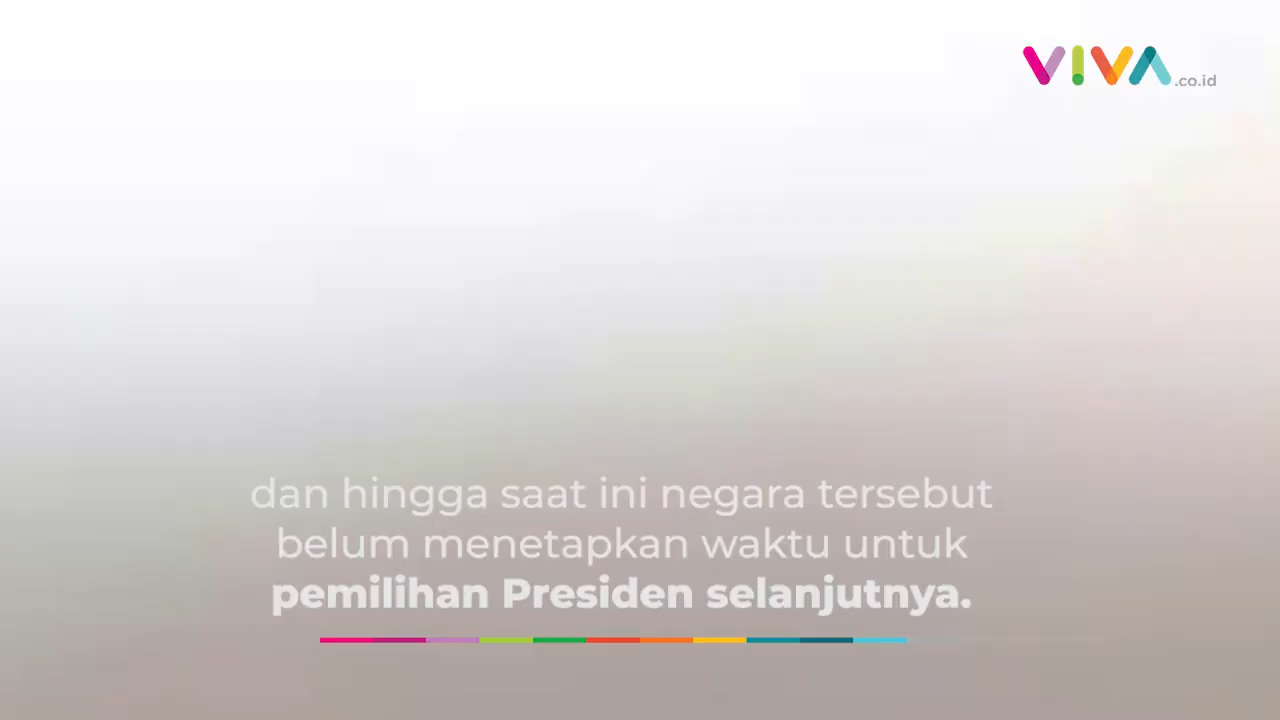 VIVA.co.id
dan hingga saat ini negara tersebut
belum menetapkan waktu untuk
pemilihan Presiden selanjutnya.